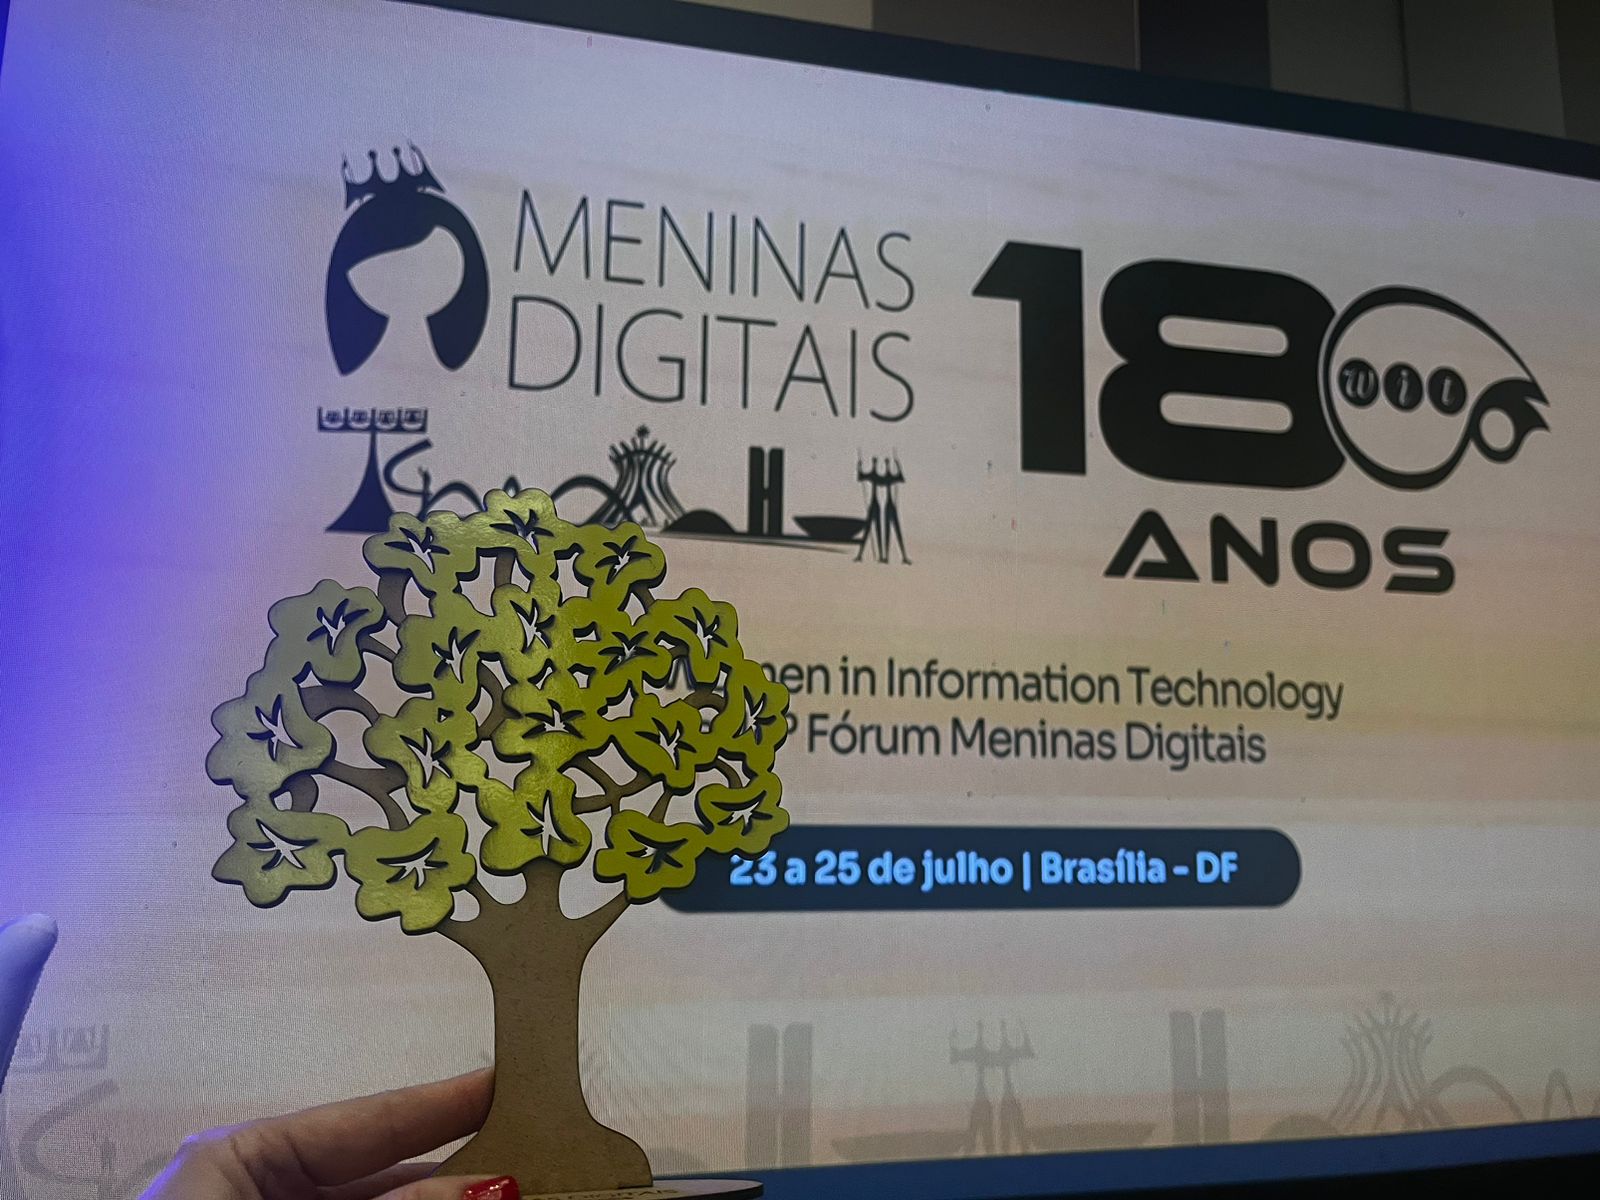 MENINAS
DIGITAIS
18
wit
ANOS
in Information Technology
Fórum Meninas Digitais
23 a 25 de julho | Brasília - DF